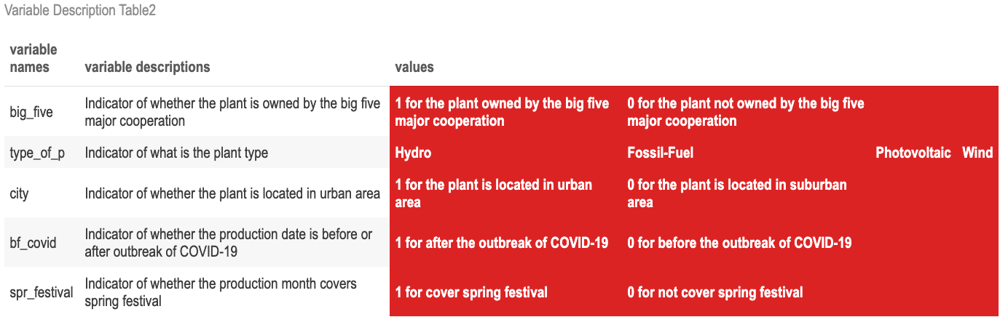 Variable Description Table2
variable
names variable descriptions values
big_five Indicator of whether the plant is owned by the big five 1 for the plant owned by the big five 0 for the plant not owned by the big five
major cooperation major cooperation major cooperation
type_of_p Indicator of what is the plant type Hydro Fossil-Fuel Photovoltaic Wind
city Indicator of whether the plant is located in urban area 1 for the plant is located in urban 0 for the plant is located in suburban
area area
bf_covid Indicator of whether the production date is before or 1 for after the outbreak of COVID-19 0 for before the outbreak of COVID-19
after outbreak of COVID-19
spr_festival Indicator of whether the production month covers 1 for cover spring festival 0 for not cover spring festival
spring festival